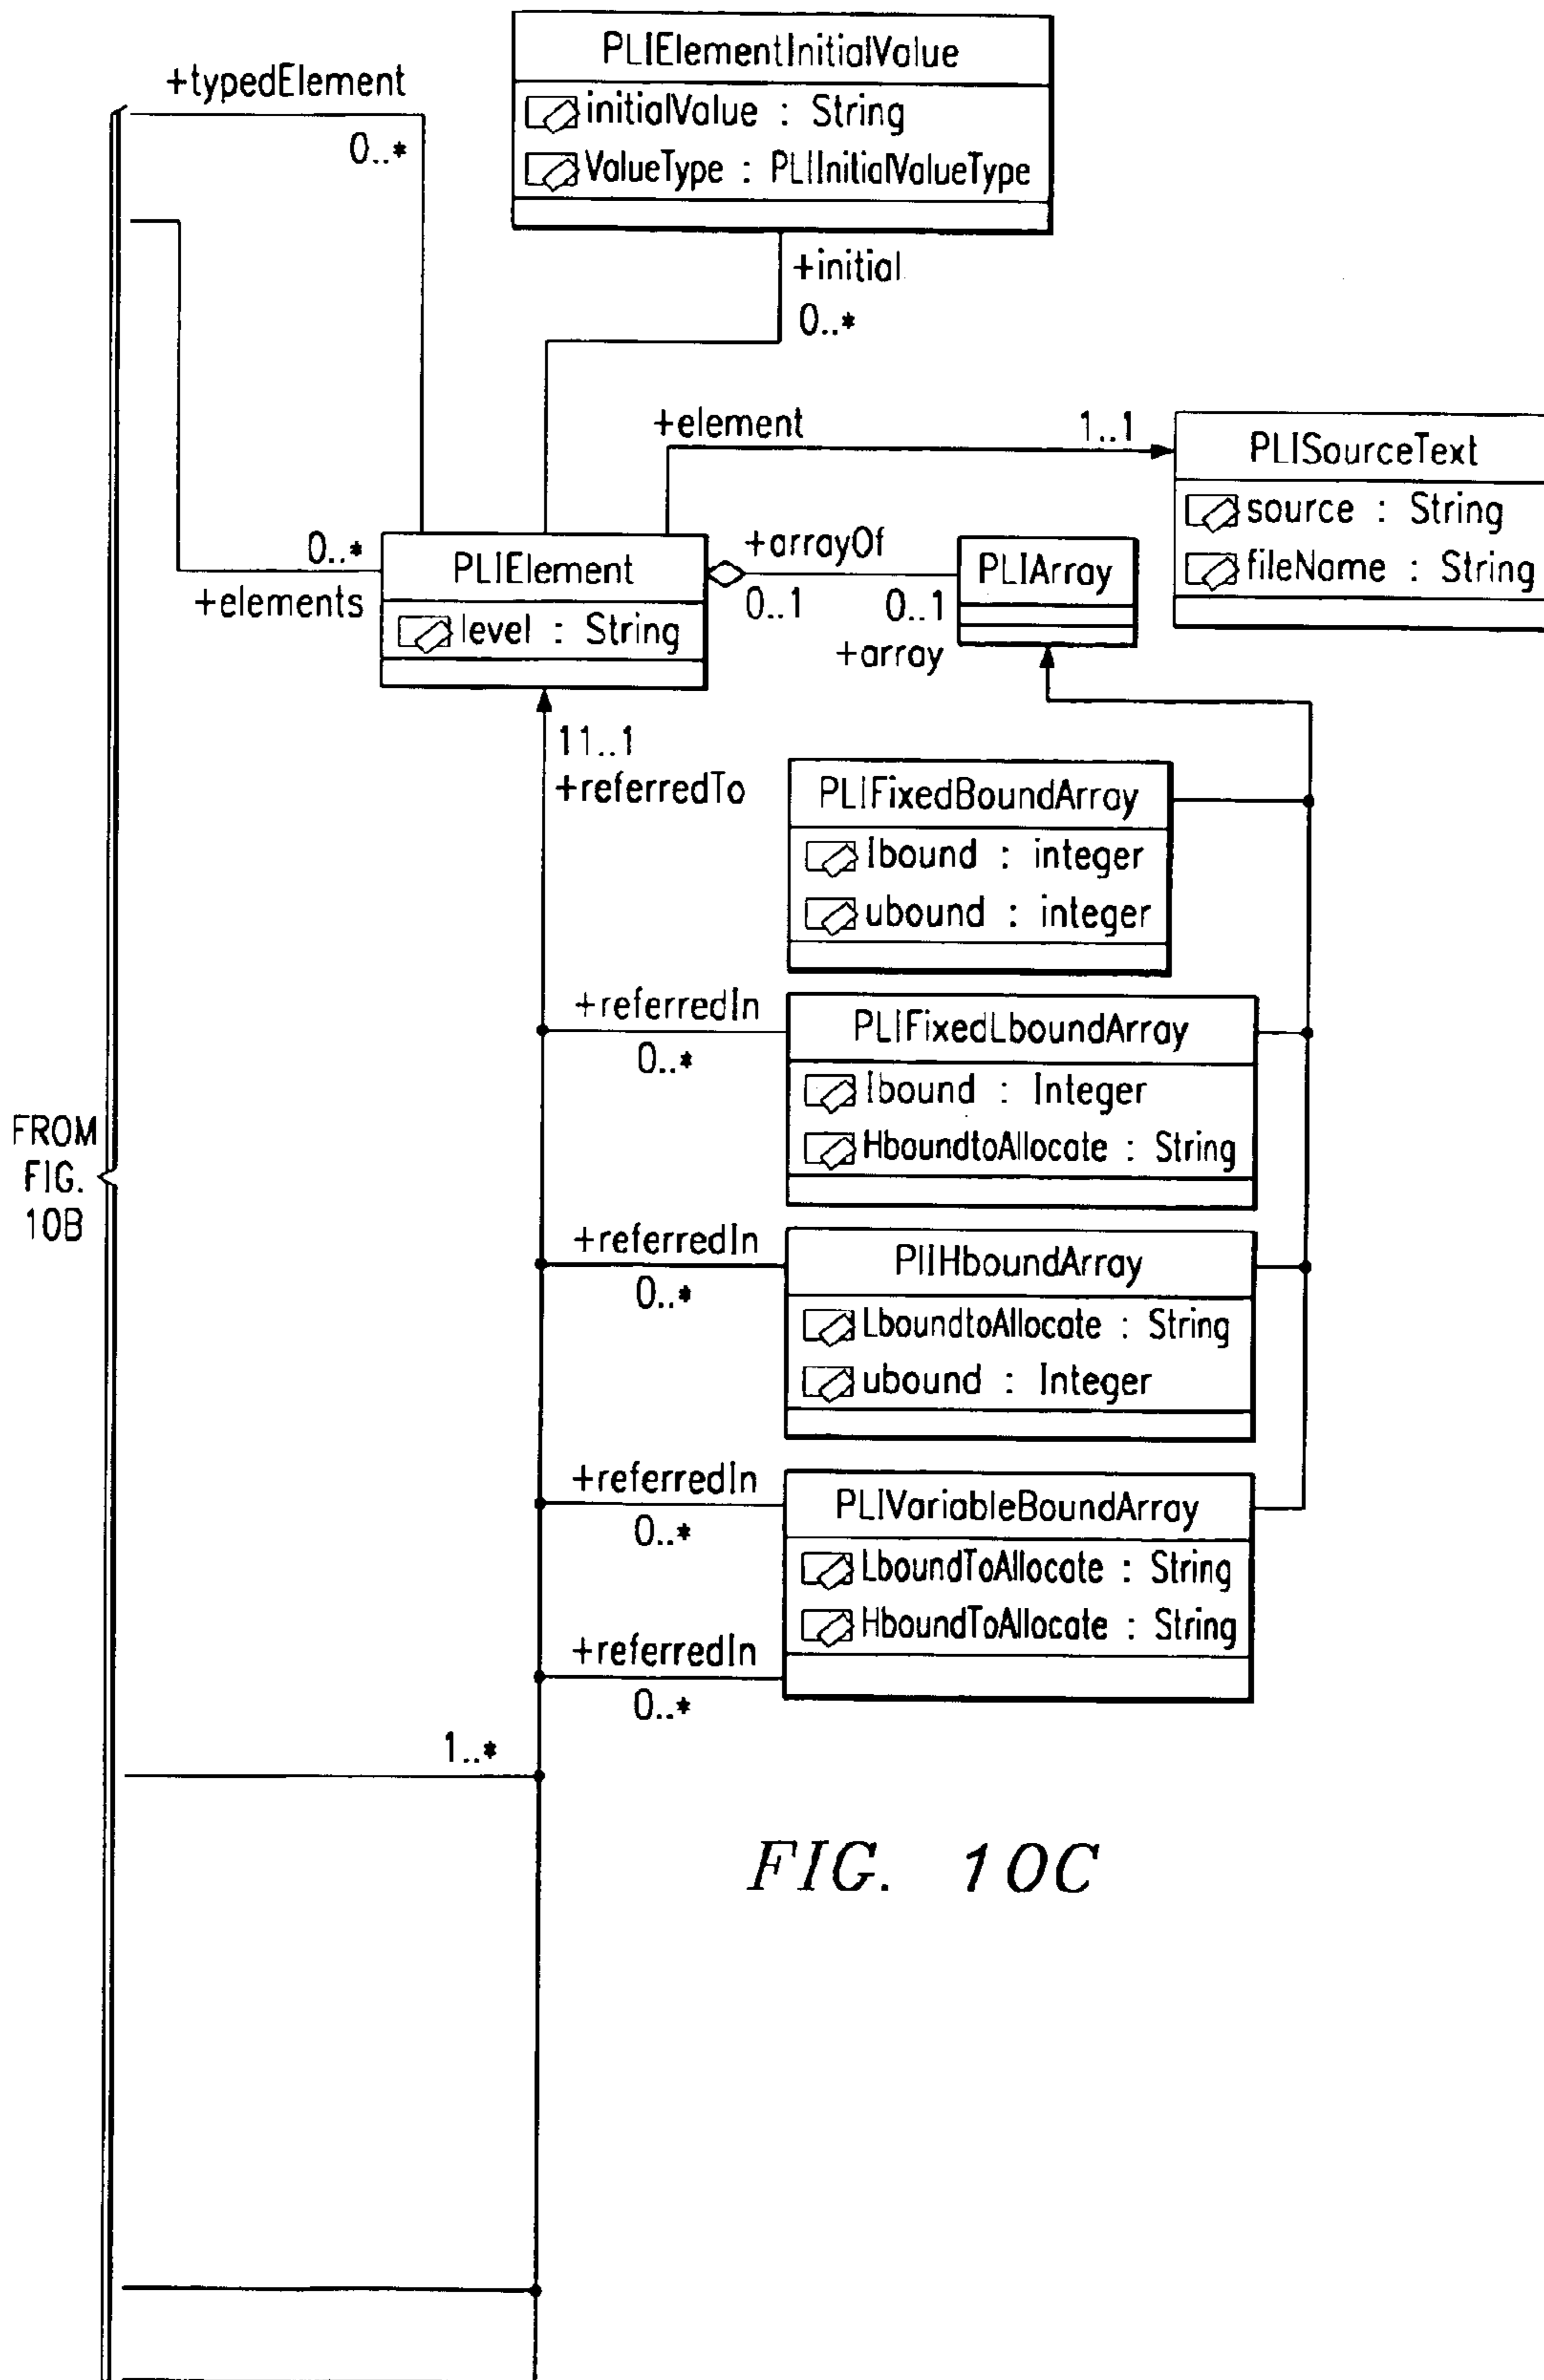 PLIElementInitialValue
initialValue : String
ValueType : PLIInitialValueType
+typedElement
0..*
+initial
0..*
+element
1..1
PLISourceText
source : String
fileName : String
0..*
+elements
PLIElement
level : String
+arrayOf
0..1
0..1
+array
PLIArray
11..1
+referredTo
PLIFixedBoundArray
lbound : integer
ubound : integer
+referredIn
0..*
PLIFixedLboundArray
lbound : Integer
HboundtoAllocate : String
FROM
FIG.
10B
+referredIn
0..*
PlIHboundArray
LboundtoAllocate : String
ubound : Integer
+referredIn
0..*
PLIVariableBoundArray
LboundToAllocate : String
HboundToAllocate : String
+referredIn
0..*
1..*
FIG. 10C